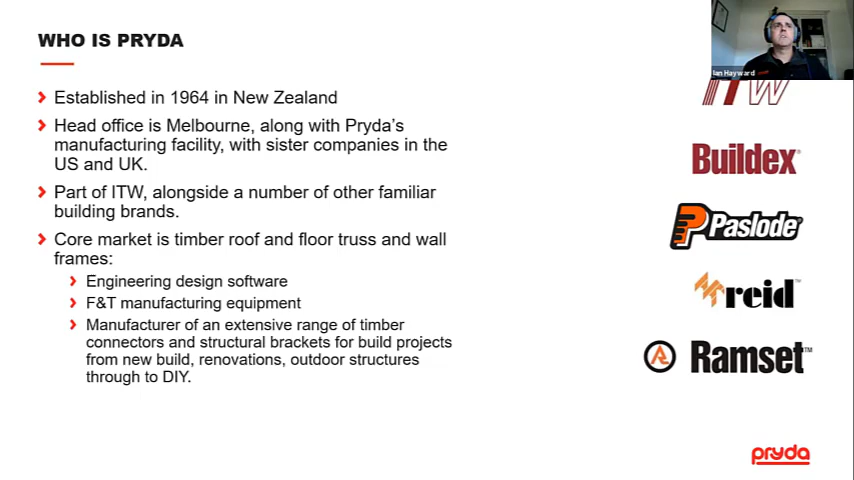 WHO IS PRYDA
Established in 1964 in New Zealand
Head office is Melbourne, along with Pryda's
manufacturing facility, with sister companies in the
US and UK.
Part of ITW, alongside a number of other familiar
building brands.
Core market is timber roof and floor truss and wall
frames:
Engineering design software
F&T manufacturing equipment
Manufacturer of an extensive range of timber
connectors and structural brackets for build projects
from new build, renovations, outdoor structures
through to DIY.
Ian Hayward
ITW
Buildex®
Paslode®
reid™
Ramset™
pryda